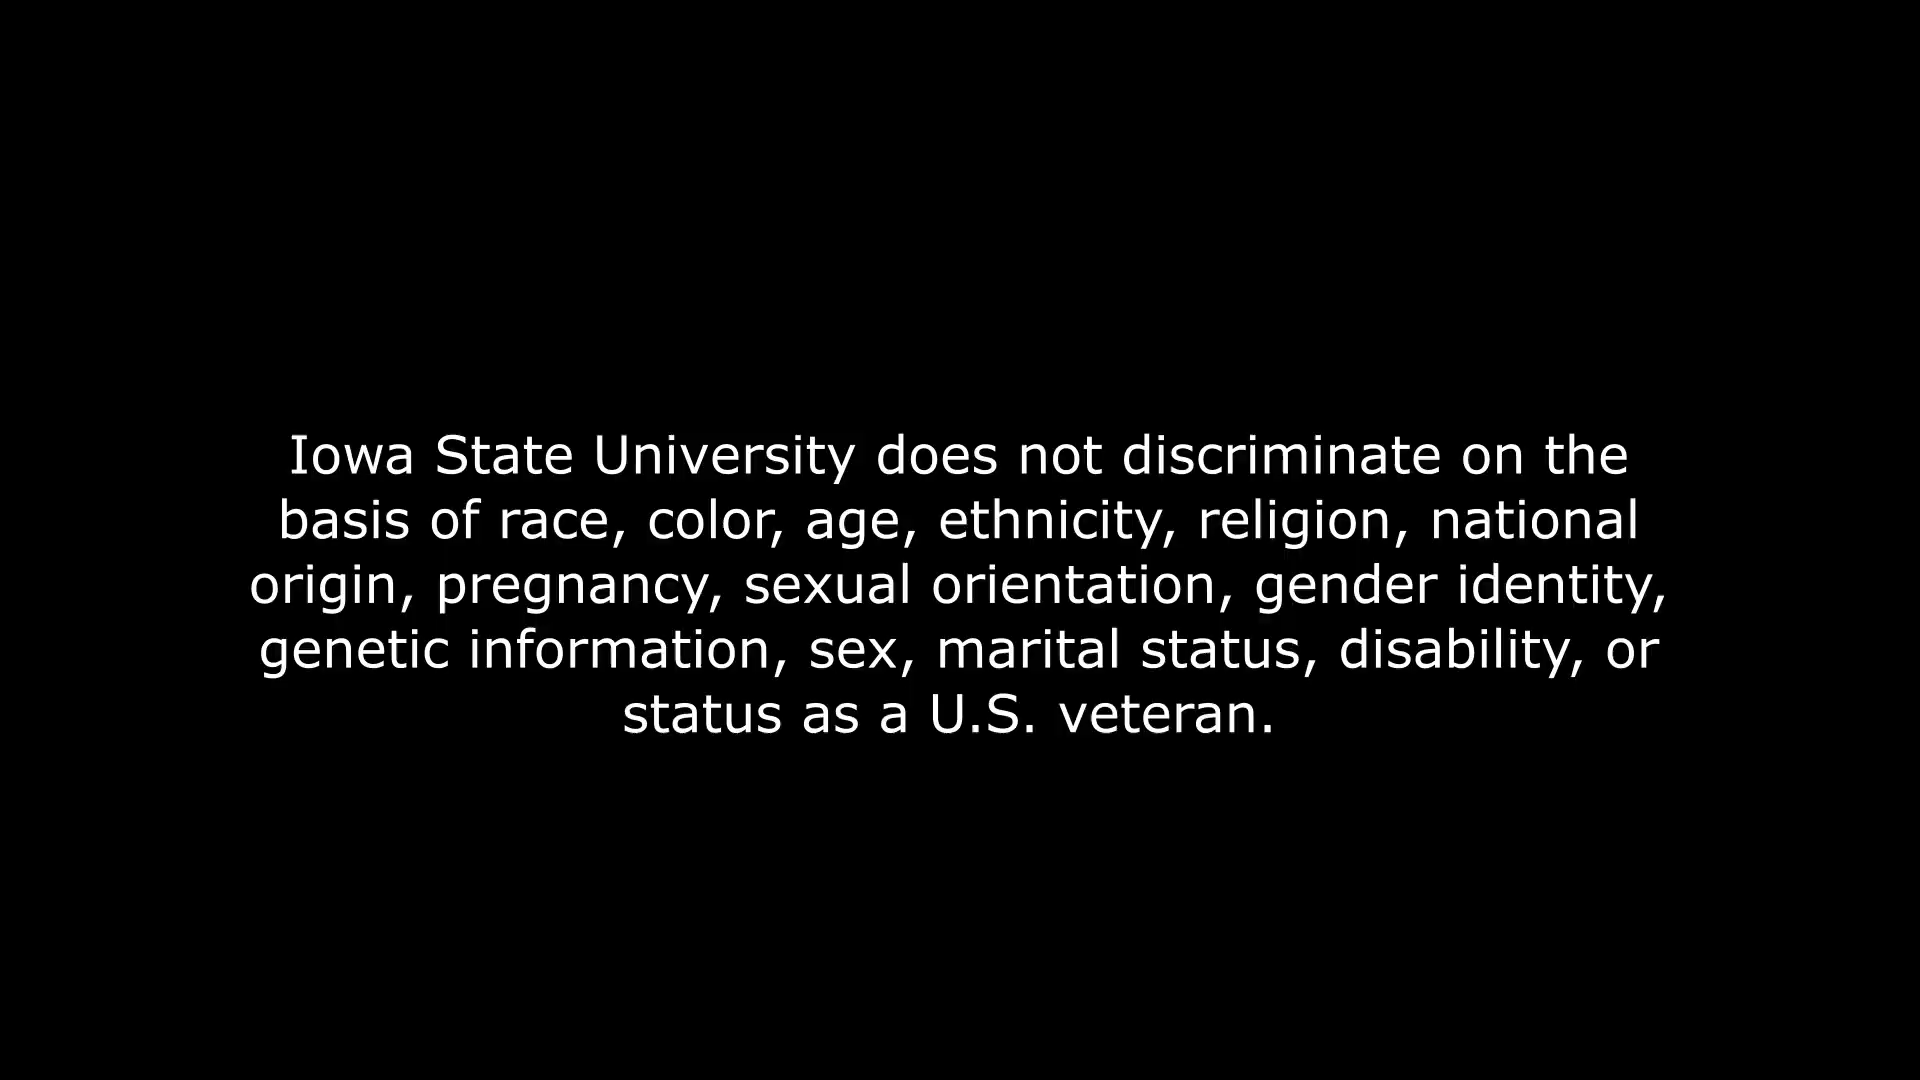 Iowa State University does not discriminate on the
basis of race, color, age, ethnicity, religion, national
origin, pregnancy, sexual orientation, gender identity,
genetic information, sex, marital status, disability, or
status as a U.S. veteran.